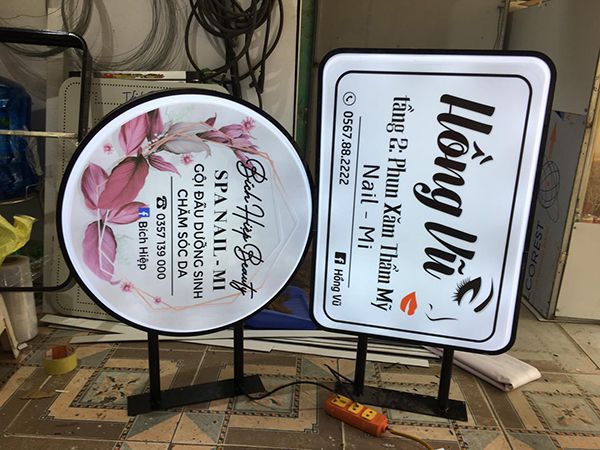 Bích Hiệp Beauty
SPA NAIL - MI
GỘI ĐẦU DƯỠNG SINH
CHĂM SÓC DA
☎ 0357 139 000
f Bích Hiệp
Hồng Vũ
tầng 2: Phun Xăm Thẩm Mỹ
Nail - Mi
0567.88.2222
f Hồng Vũ
COREST